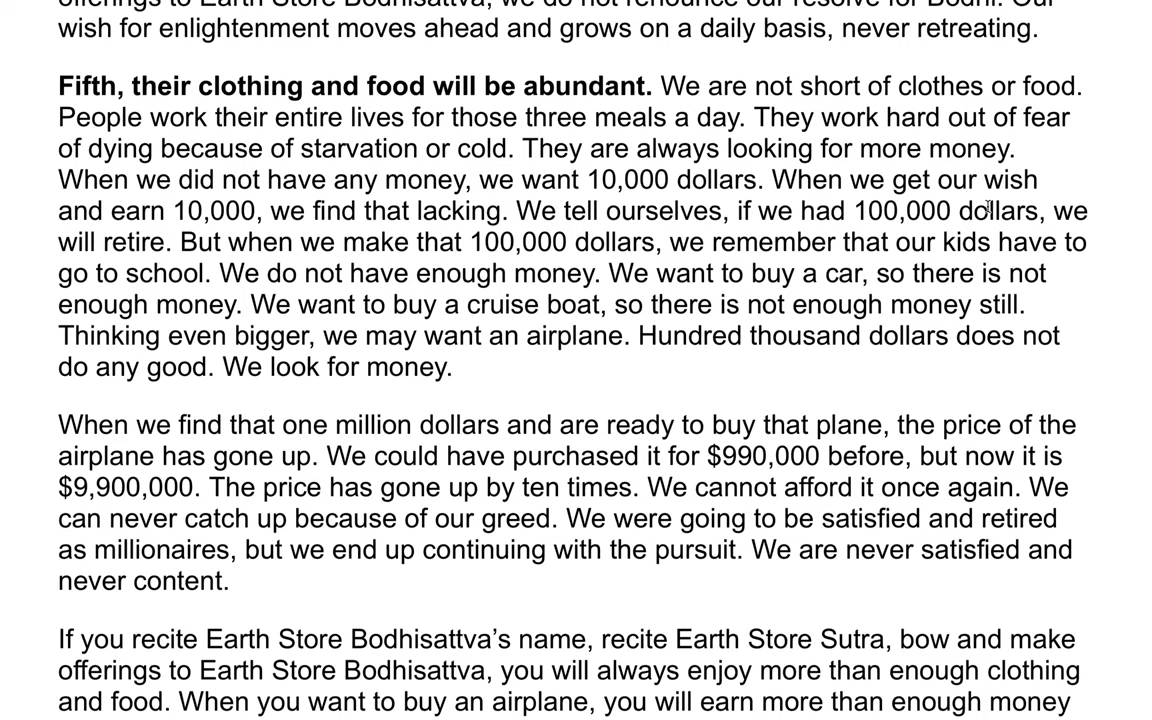 offerings to Earth Store Bodhisattva, we do not renounce our resolve for Bodhi. Our
wish for enlightenment moves ahead and grows on a daily basis, never retreating.
Fifth, their clothing and food will be abundant. We are not short of clothes or food.
People work their entire lives for those three meals a day. They work hard out of fear
of dying because of starvation or cold. They are always looking for more money.
When we did not have any money, we want 10,000 dollars. When we get our wish
and earn 10,000, we find that lacking. We tell ourselves, if we had 100,000 dollars, we
will retire. But when we make that 100,000 dollars, we remember that our kids have to
go to school. We do not have enough money. We want to buy a car, so there is not
enough money. We want to buy a cruise boat, so there is not enough money still.
Thinking even bigger, we may want an airplane. Hundred thousand dollars does not
do any good. We look for money.
When we find that one million dollars and are ready to buy that plane, the price of the
airplane has gone up. We could have purchased it for $990,000 before, but now it is
$9,900,000. The price has gone up by ten times. We cannot afford it once again. We
can never catch up because of our greed. We were going to be satisfied and retired
as millionaires, but we end up continuing with the pursuit. We are never satisfied and
never content.
If you recite Earth Store Bodhisattva’s name, recite Earth Store Sutra, bow and make
offerings to Earth Store Bodhisattva, you will always enjoy more than enough clothing
and food. When you want to buy an airplane, you will earn more than enough money